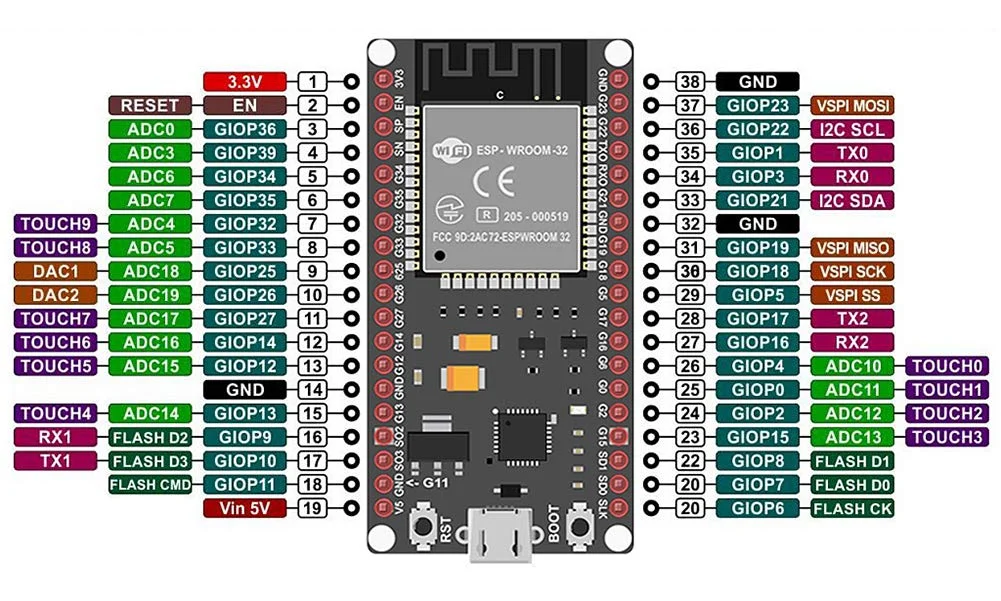 3.3V 1
RESET EN 2
ADC0 GIOP36 3
ADC3 GIOP39 4
ADC6 GIOP34 5
ADC7 GIOP35 6
TOUCH9 ADC4 GIOP32 7
TOUCH8 ADC5 GIOP33 8
DAC1 ADC18 GIOP25 9
DAC2 ADC19 GIOP26 10
TOUCH7 ADC17 GIOP27 11
TOUCH6 ADC16 GIOP14 12
TOUCH5 ADC15 GIOP12 13
GND 14
TOUCH4 ADC14 GIOP13 15
RX1 FLASH D2 GIOP9 16
TX1 FLASH D3 GIOP10 17
FLASH CMD GIOP11 18
Vin 5V 19
3V3
EN
SP
SN
G34
G35
G32
G33
625
G26
G27
G14
G12
GND
G13
SO2
SO3
GND
V5
C
WiFi ESP - WROOM - 32
CE
R 205 - 000519
FCC 9D:2AC72-ESPWROOM 32
<- G11
RST
BOOT
GND
G23
G22
TXO
RXO
G21
GND
G19
G18
G5
G17
G16
G0
G2
G15
SD1
SD0
SLK
38 GND
37 GIOP23 VSPI MOSI
36 GIOP22 I2C SCL
35 GIOP1 TX0
34 GIOP3 RX0
33 GIOP21 I2C SDA
32 GND
31 GIOP19 VSPI MISO
30 GIOP18 VSPI SCK
29 GIOP5 VSPI SS
28 GIOP17 TX2
27 GIOP16 RX2
26 GIOP4 ADC10 TOUCH0
25 GIOP0 ADC11 TOUCH1
24 GIOP2 ADC12 TOUCH2
23 GIOP15 ADC13 TOUCH3
22 GIOP8 FLASH D1
20 GIOP7 FLASH D0
20 GIOP6 FLASH CK